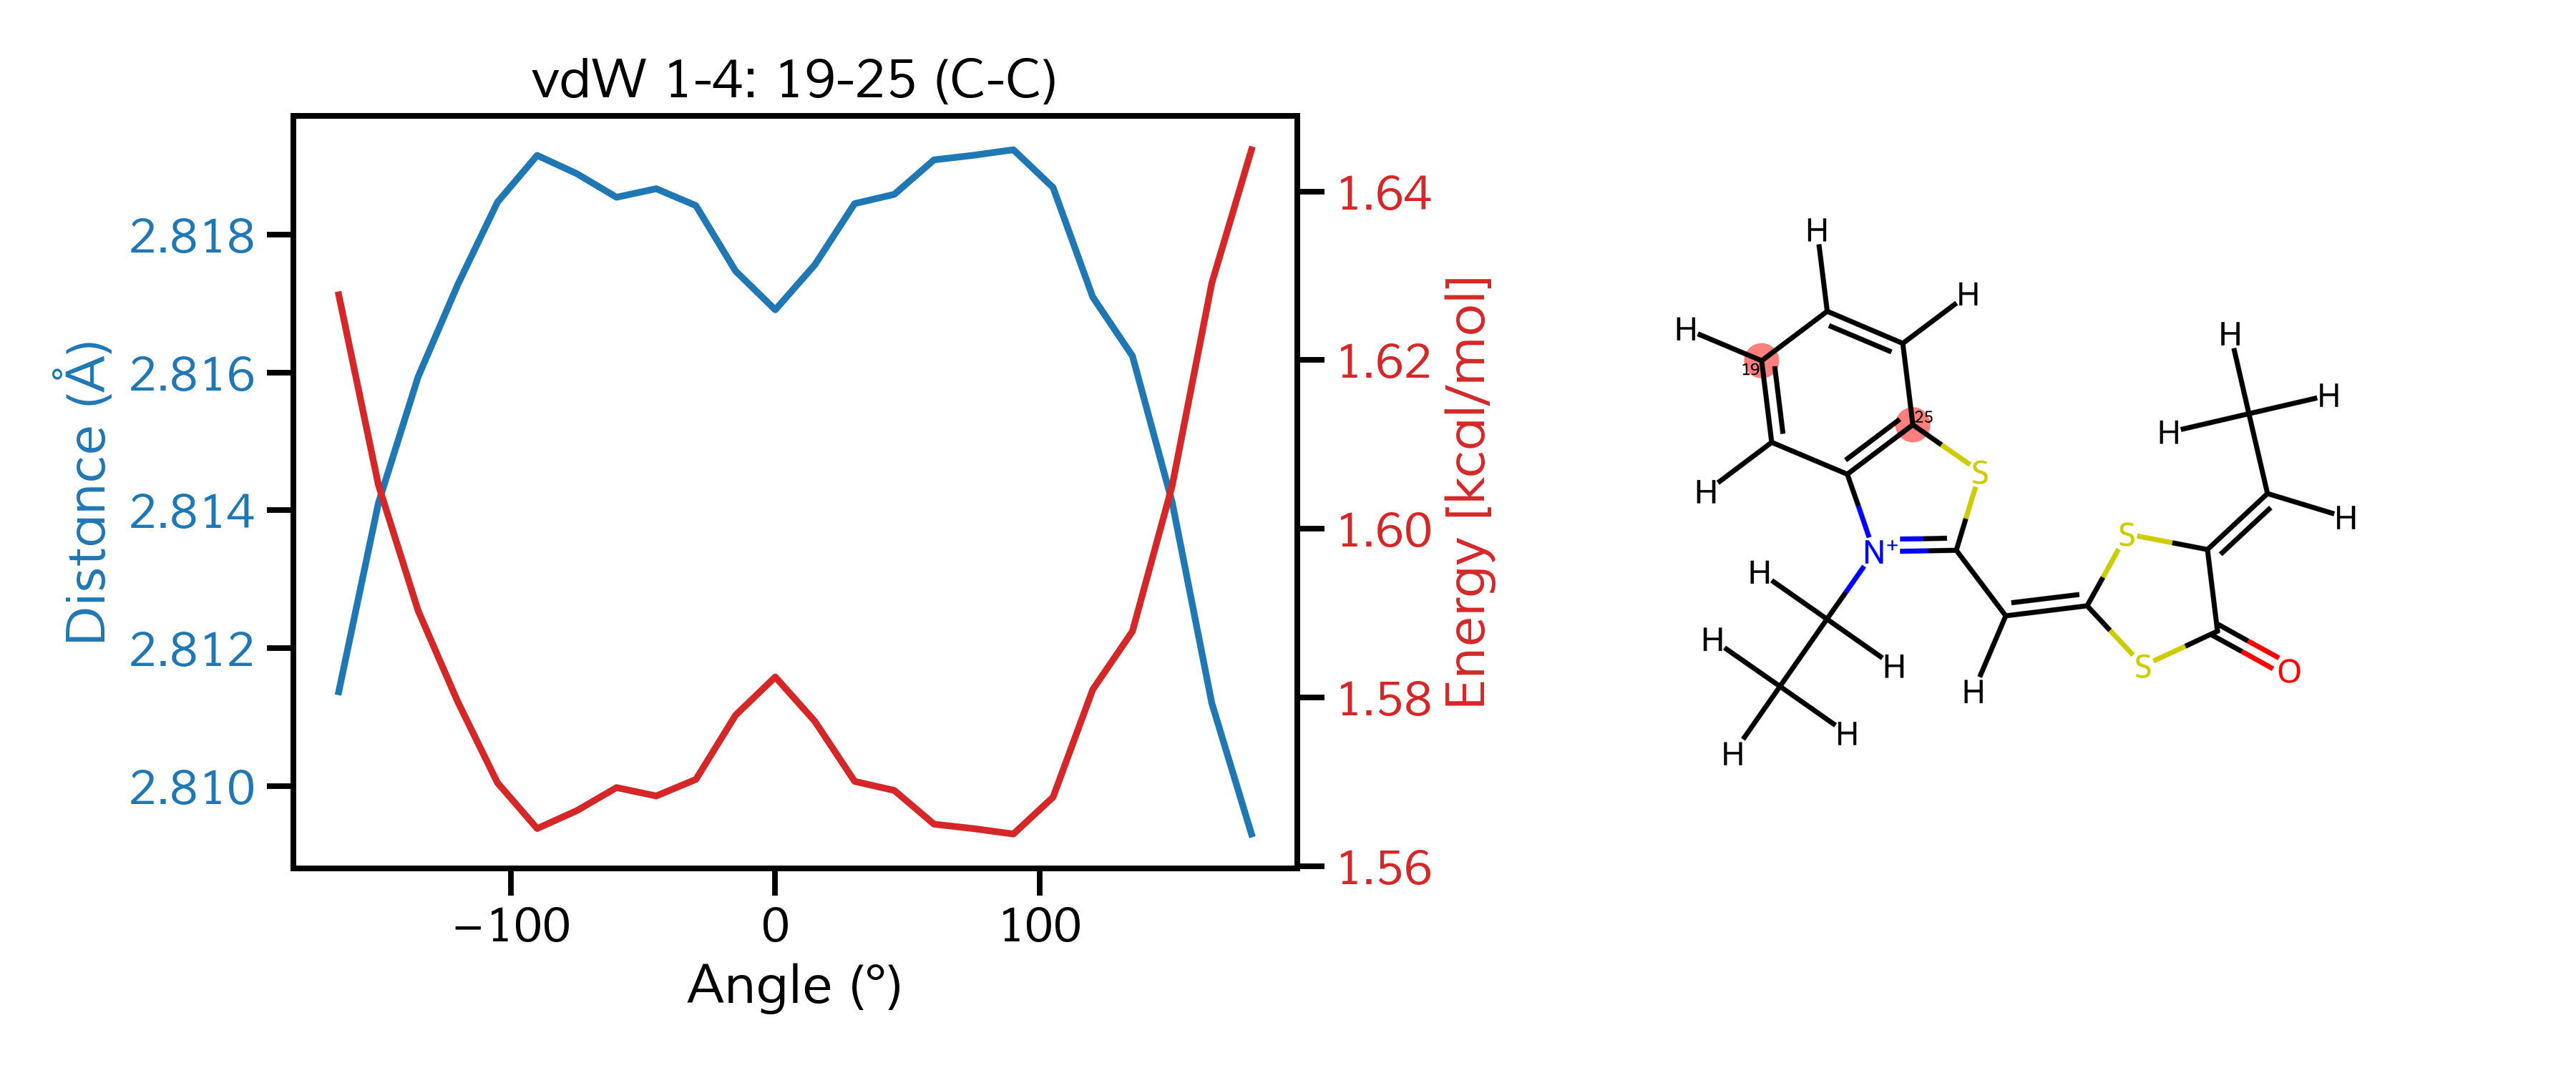 vdW 1-4: 19-25 (C-C)
Distance (Å)
2.818
2.816
2.814
2.812
2.810
1.64
1.62
1.60
1.58
1.56
Energy [kcal/mol]
−100 0 100
Angle (°)
H
H
H
H
19
25
H
S
N⁺
H
H
H
H
H
H
S
S
O
H
H
H
H